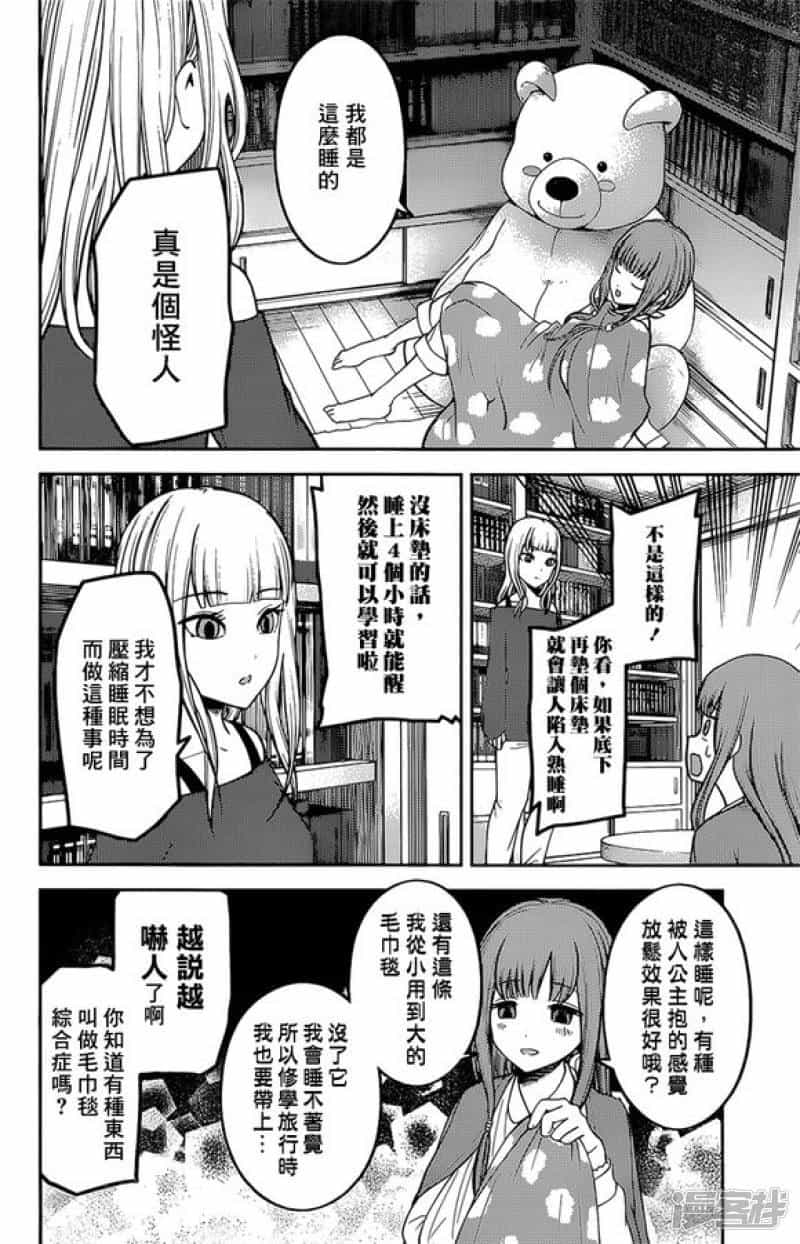 我都是
這麼睡的
真是個怪人
不是這樣的！
你看，如果底下
再墊個床墊
就會讓人陷入熟睡啊
沒床墊的話，
睡上4個小時就能醒
然後就可以學習啦
我才不想為了
壓縮睡眠時間
而做這種事呢
這樣睡呢，有種
被人公主抱的感覺
放鬆效果很好哦？
還有這條
我從小用到大的
毛巾毯
沒了它
我會睡不著覺
所以修學旅行時
我也要帶上…
越説越
嚇人了啊
你知道有種東西
叫做毛巾毯
綜合症嗎？
漫客栈